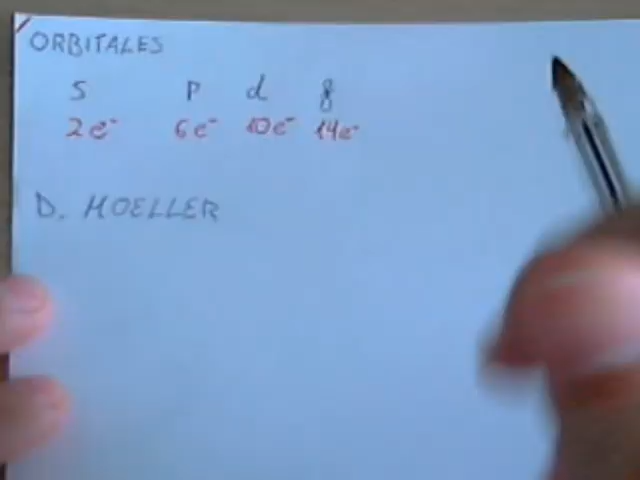 ORBITALES
s p d f
2e⁻ 6e⁻ 10e⁻ 14e⁻
D. MOELLER